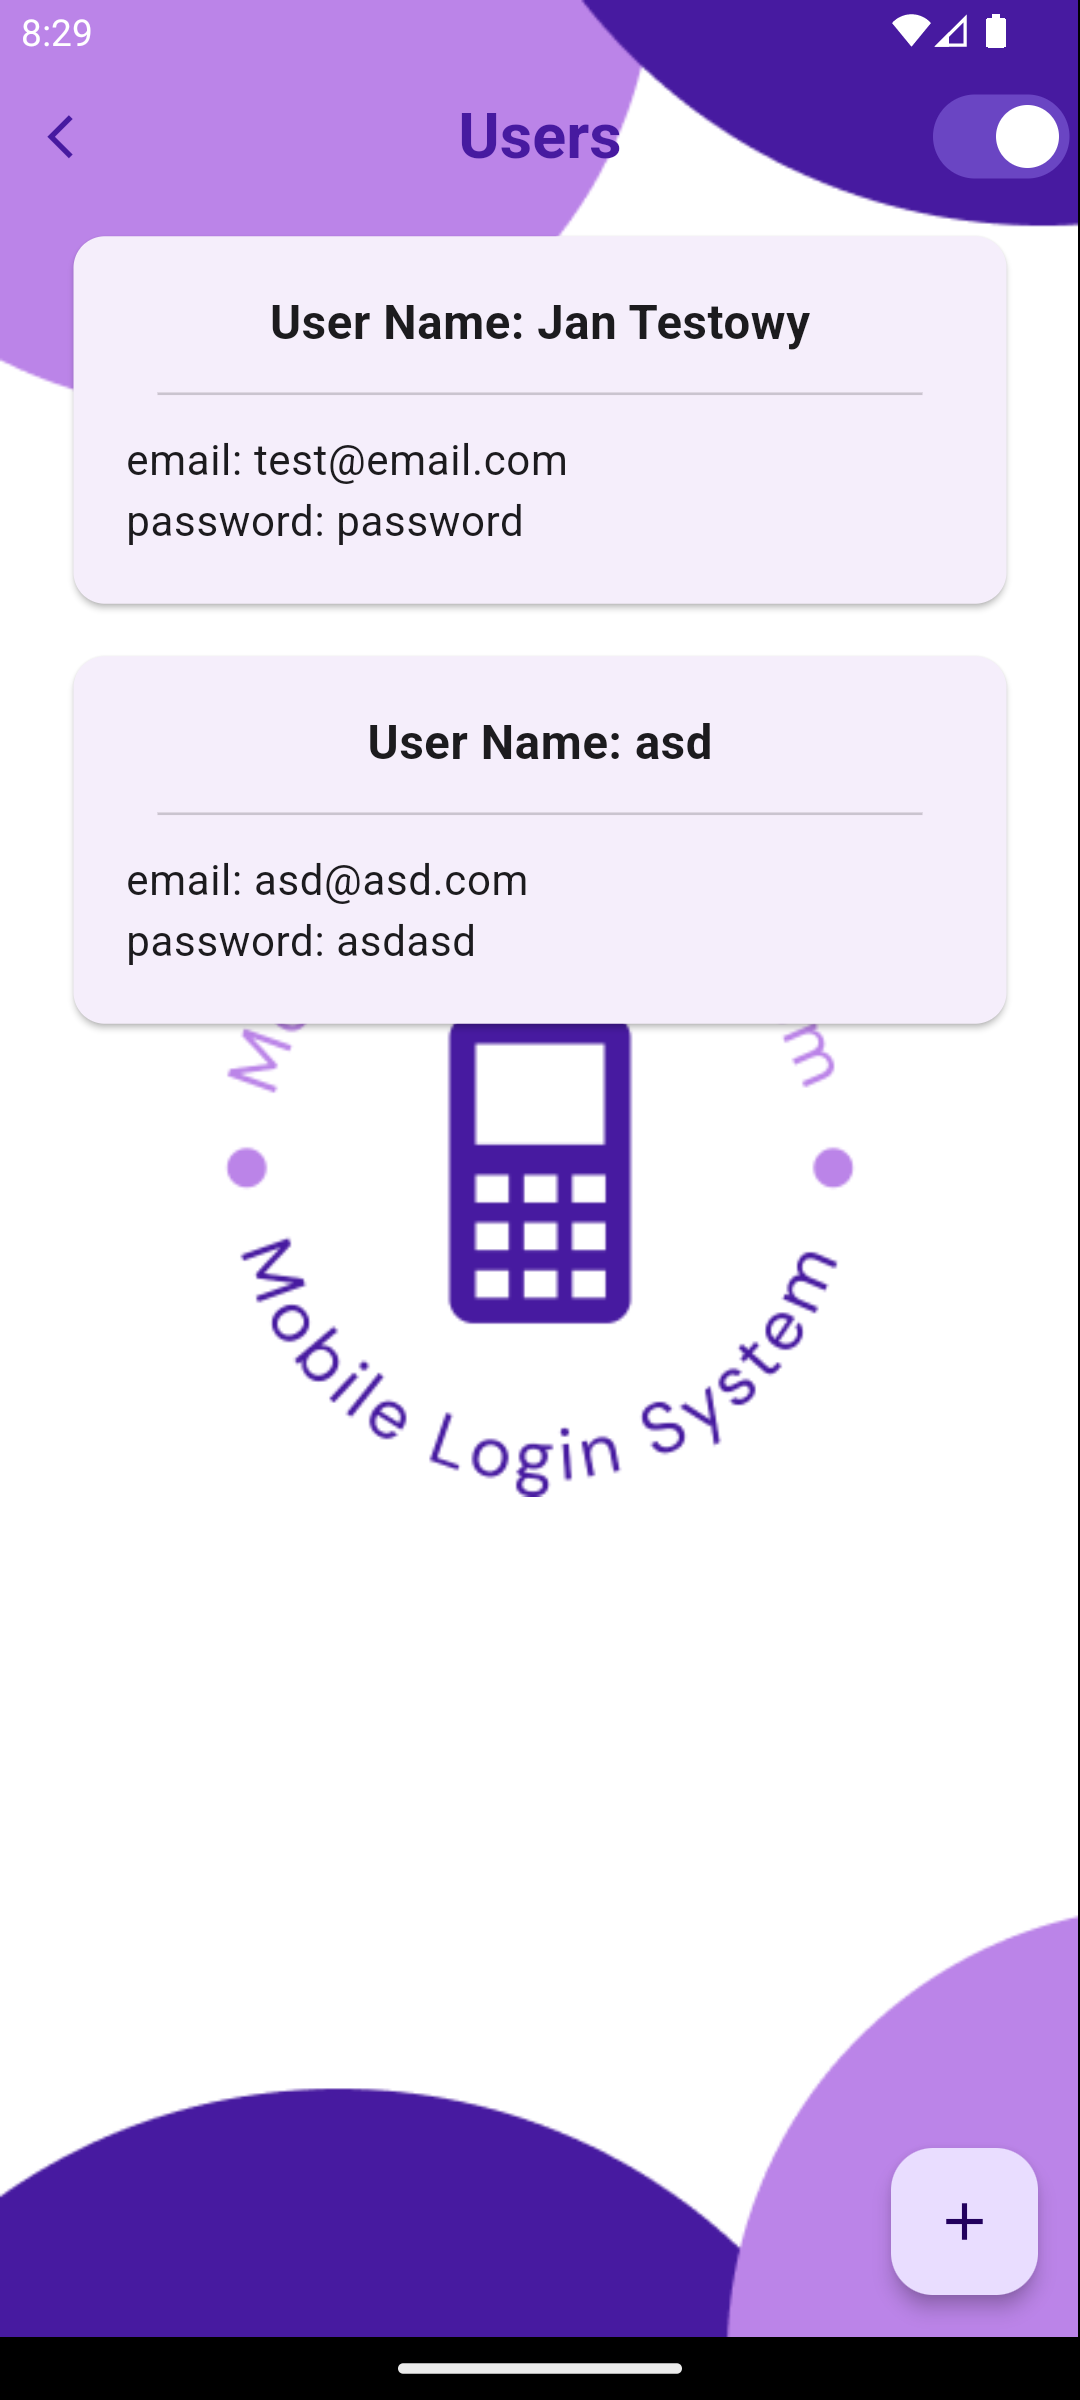 8:29
Users
User Name: Jan Testowy
email: test@email.com
password: password
User Name: asd
email: asd@asd.com
password: asdasd
Mobile Login System